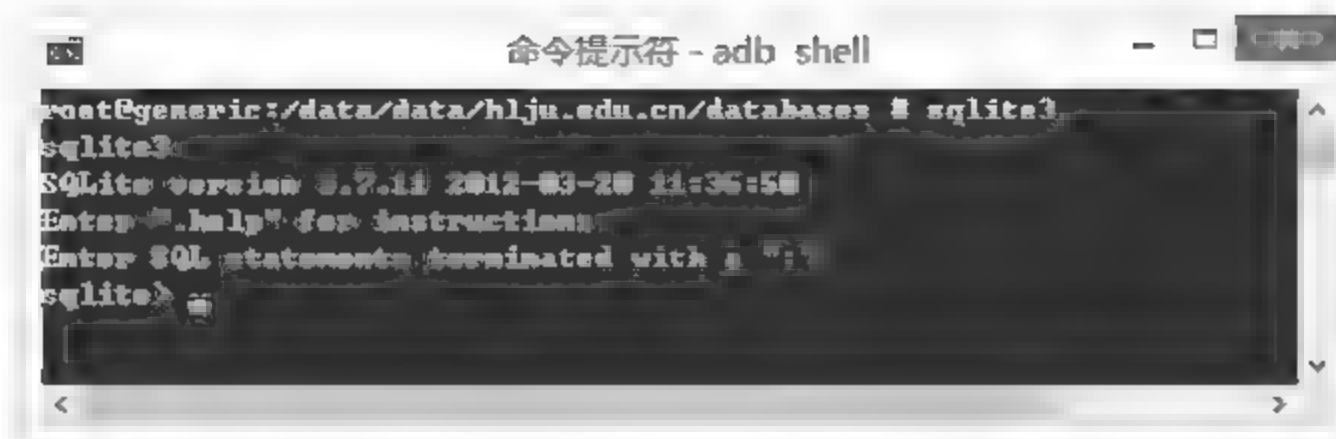 命令提示符 - adb shell
root@generic:/data/data/hlju.edu.cn/databases # sqlite3
sqlite3
SQLite version 3.7.11 2012-03-20 11:35:50
Enter ".help" for instructions
Enter SQL statements terminated with a ";"
sqlite>